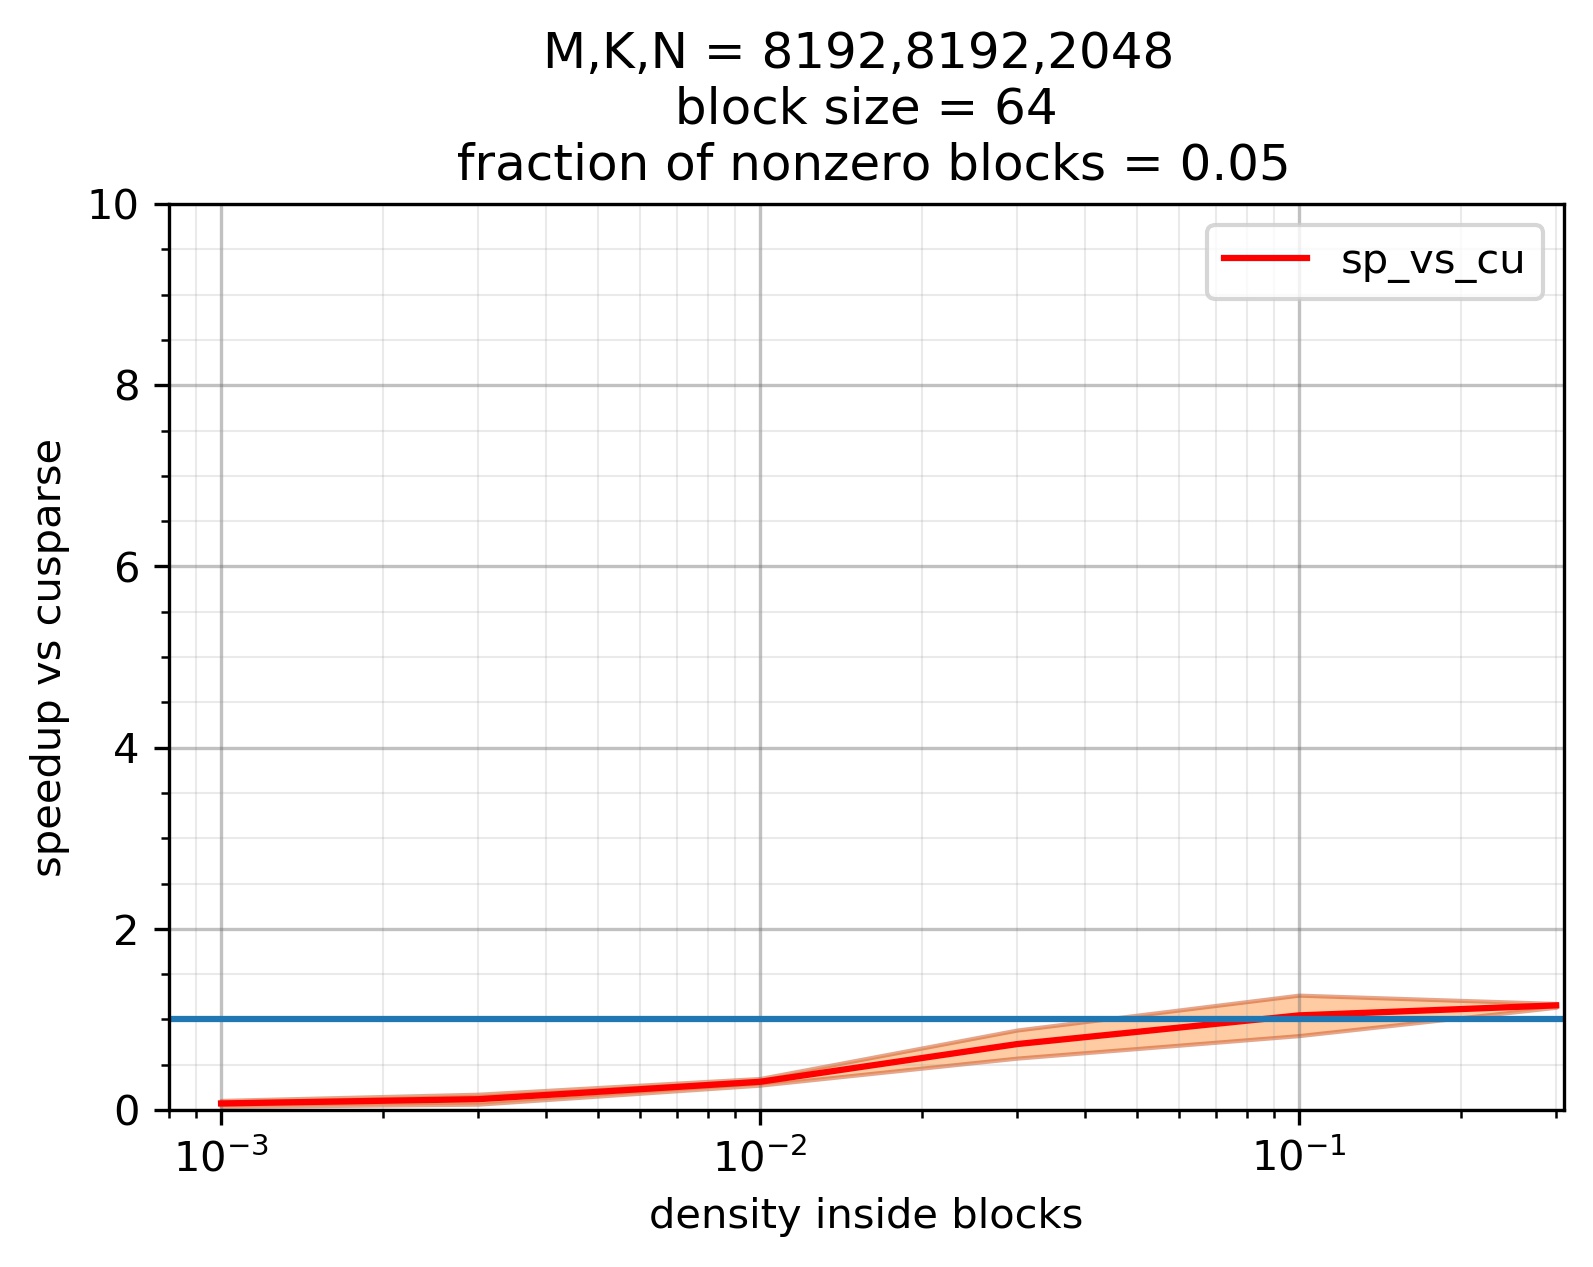 M,K,N = 8192,8192,2048
block size = 64
fraction of nonzero blocks = 0.05
sp_vs_cu
speedup vs cusparse
10
8
6
4
2
0
10⁻³ 10⁻² 10⁻¹
density inside blocks